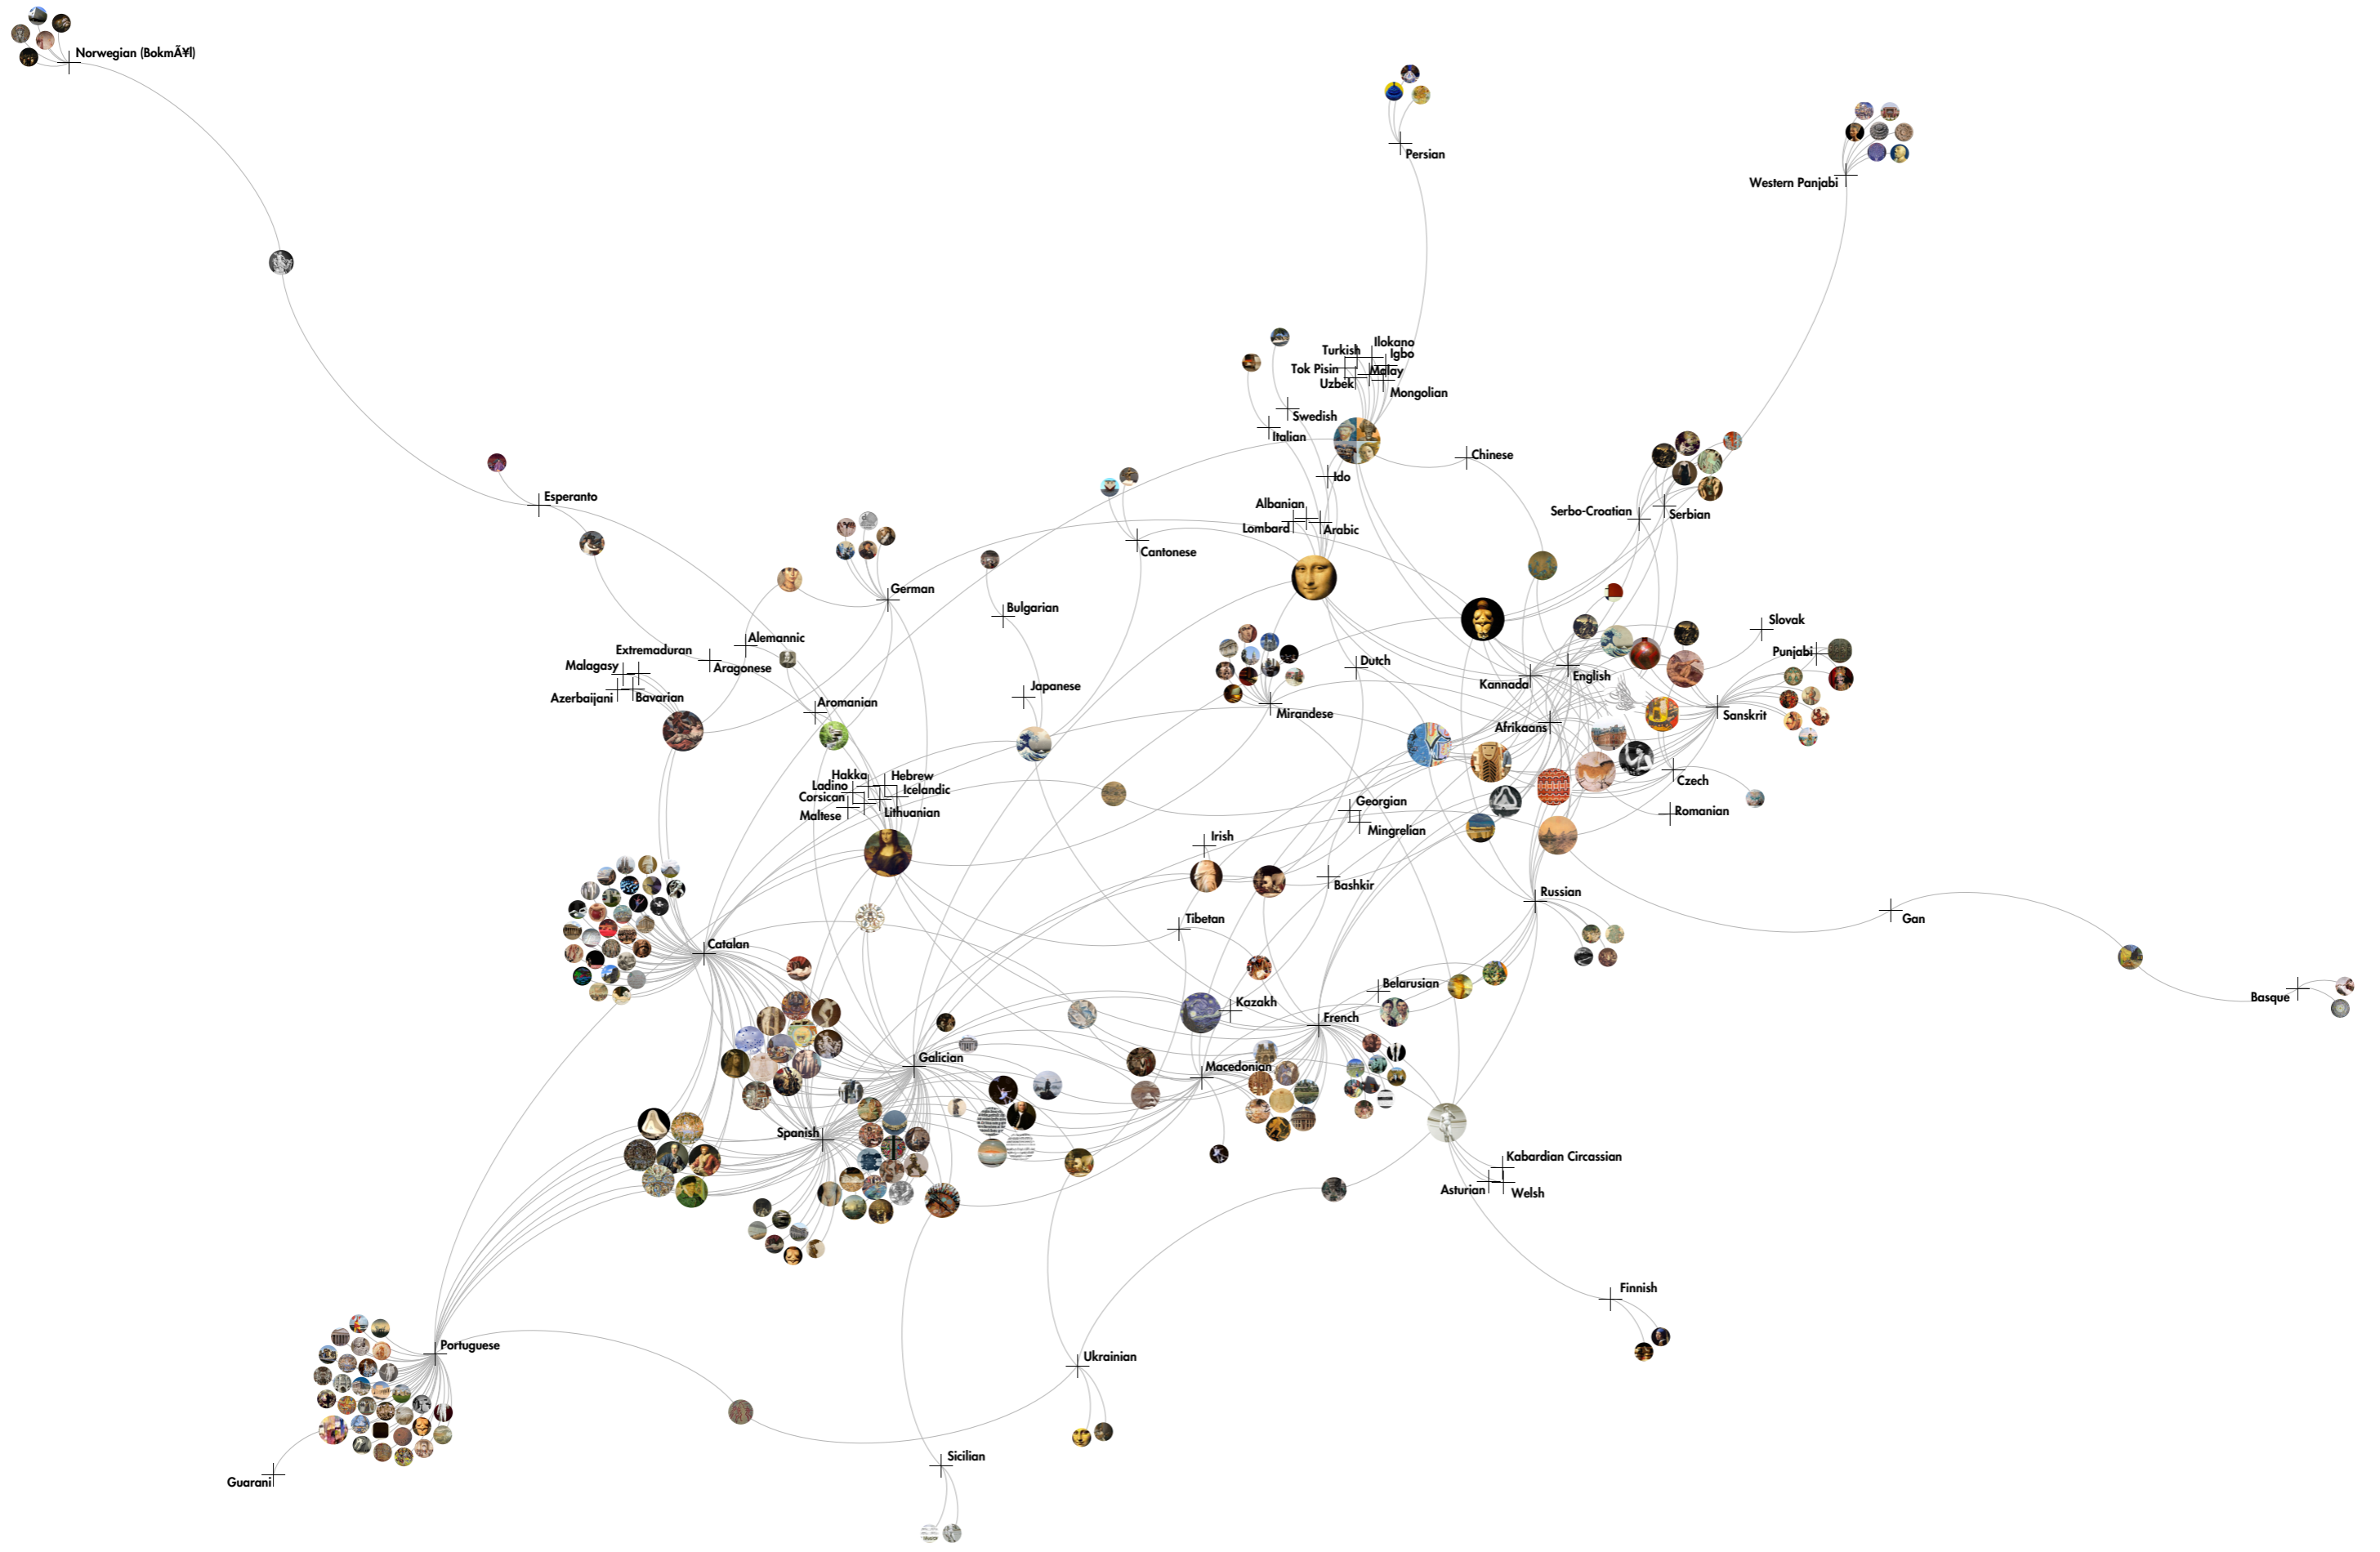 Norwegian (BokmÃ¥l)
Persian
Western Panjabi
Ilokano
Turkish
Igbo
Tok Pisin
Malay
Uzbek
Mongolian
Swedish
Italian
Chinese
Ido
Esperanto
Albanian
Serbo-Croatian
Serbian
Lombard
Arabic
Cantonese
German
Bulgarian
Slovak
Alemannic
Extremaduran
Punjabi
Malagasy
Aragonese
Dutch
English
Kannada
Azerbaijani
Bavarian
Japanese
Aromanian
Mirandese
Sanskrit
Afrikaans
Hakka
Hebrew
Ladino
Icelandic
Czech
Corsican
Georgian
Maltese
Lithuanian
Romanian
Mingrelian
Irish
Bashkir
Russian
Tibetan
Gan
Catalan
Belarusian
Basque
Kazakh
French
Galician
Macedonian
Spanish
Kabardian Circassian
Asturian
Welsh
Finnish
Portuguese
Ukrainian
Sicilian
Guarani